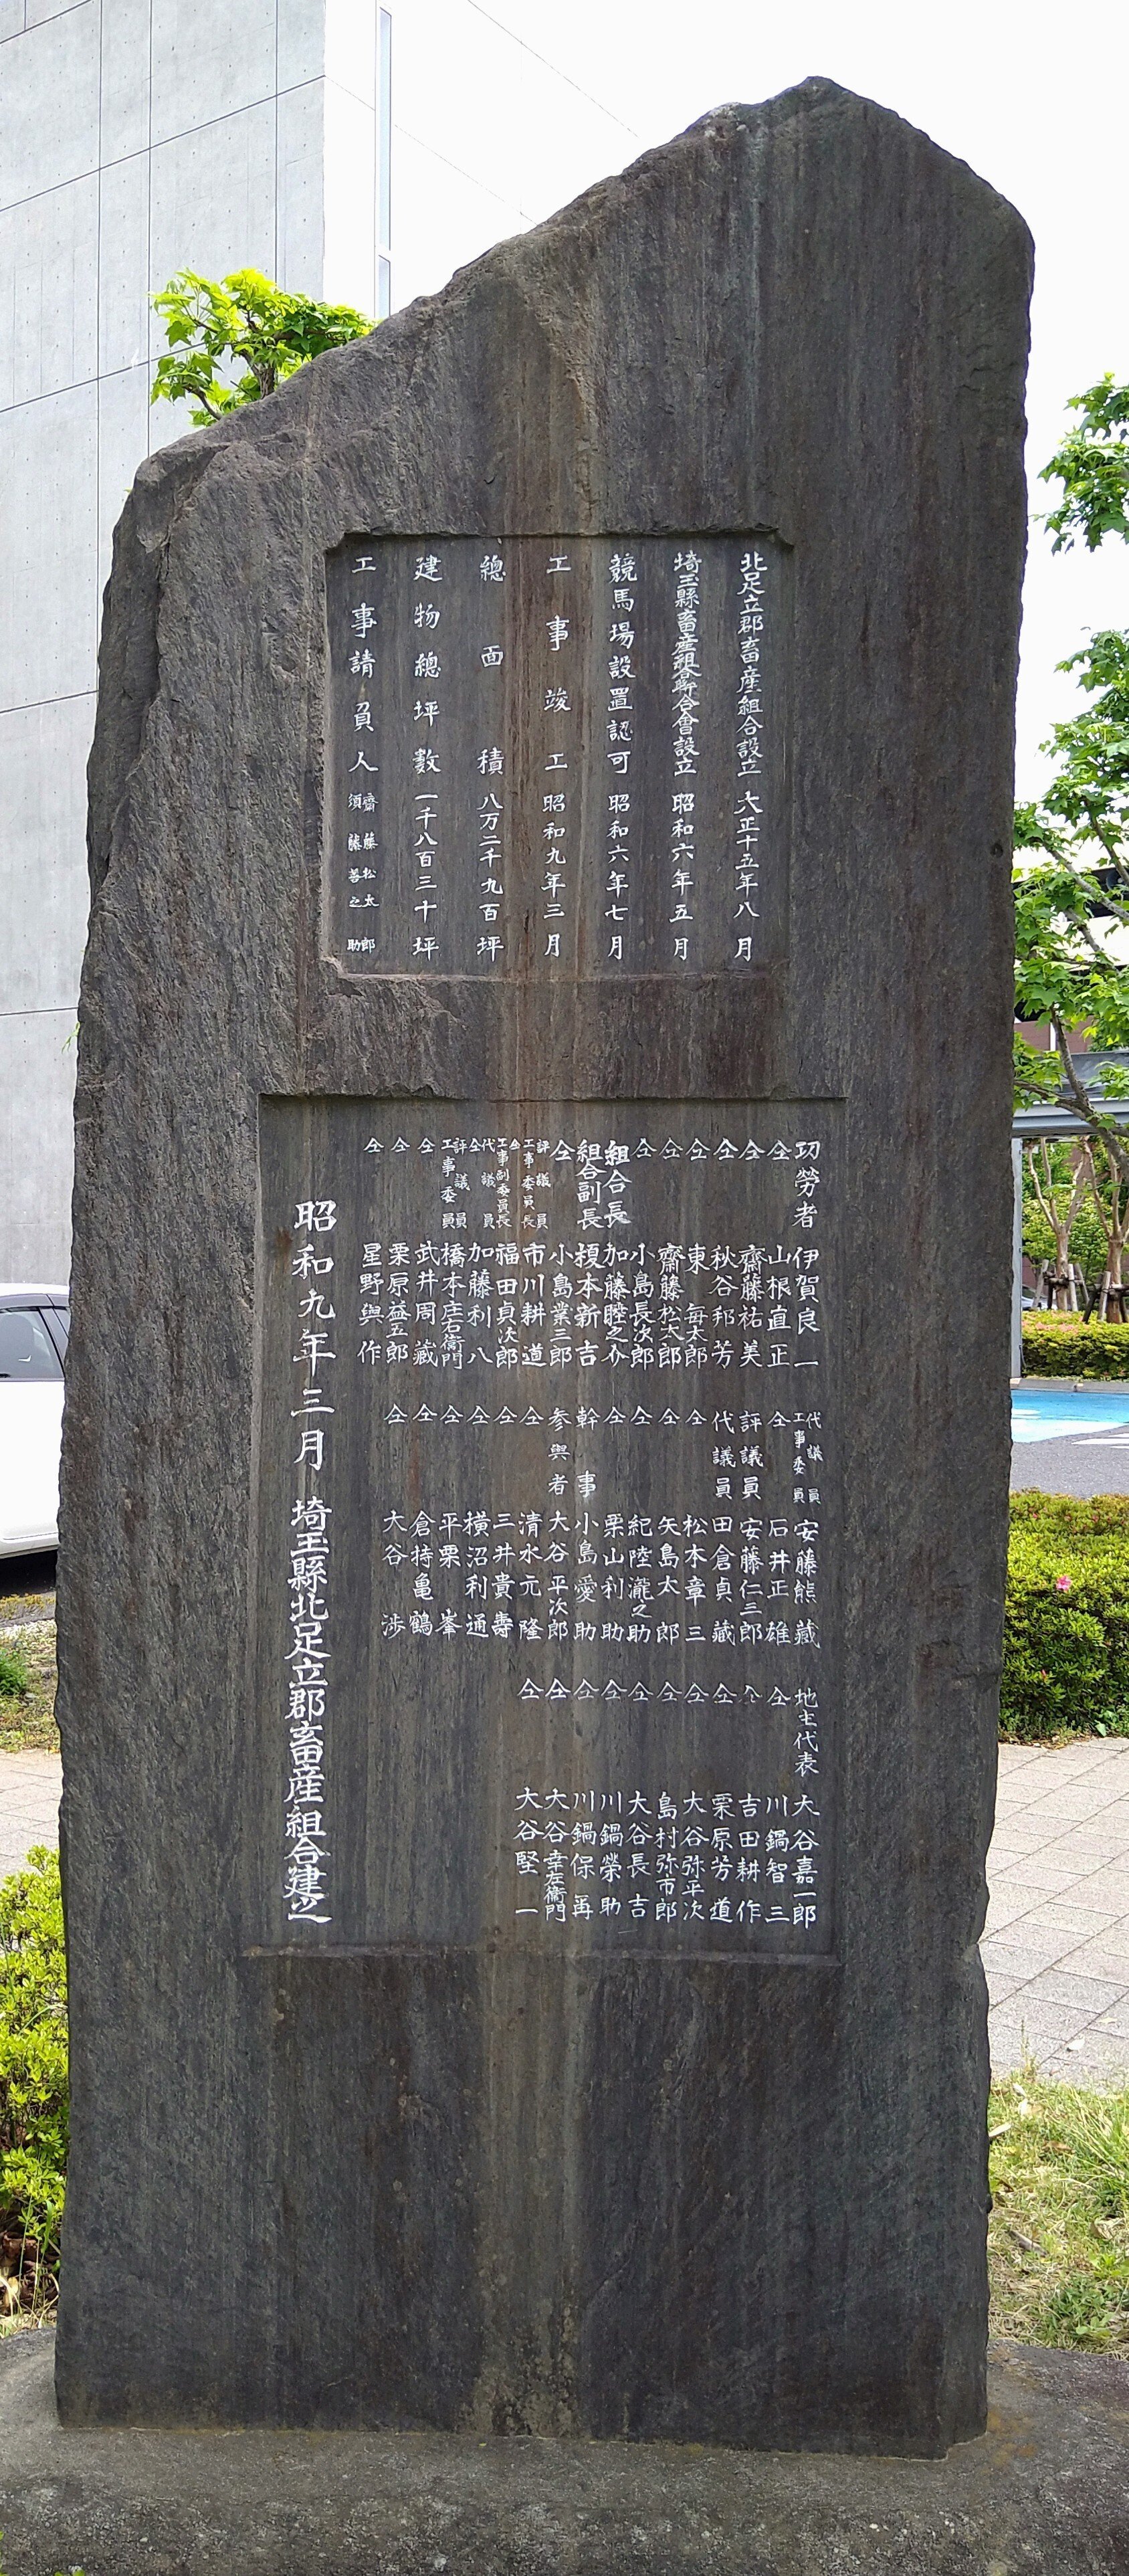 北足立郡畜産組合設立 大正十五年八月
埼玉縣畜産組合聯合會設立 昭和六年五月
競馬場設置認可 昭和六年七月
工事竣工 昭和九年三月
總面積 八万二千九百坪
建物總坪數 一千八百三十坪
工事請負人 齋藤松太郎 須藤善之助
功勞者 伊賀良一
仝 山根直正
仝 齋藤祐美
仝 秋谷邦芳
仝 東毎太郎
仝 齋藤松太郎
仝 小島長次郎
組合長 加藤睦之介
組合副長 榎本新吉
仝 小島業三郎
評議員 工事委員長 市川耕道
仝 工事副委員長 福田貞次郎
代議員 仝 加藤利八
評議員 工事委員 橋本庄右衛門
仝 武井周藏
仝 栗原益五郎
仝 星野與作
代議員 工事委員 安藤熊藏
仝 石井正雄
評議員 安藤仁三郎
代議員 田倉貞藏
仝 松本章三
仝 矢島太郎
仝 紀陸瀧之助
仝 栗山利助
幹事 小島愛助
参與者 大谷平次郎
仝 清水元隆
仝 三井貴壽
仝 横沼利通
仝 平栗峯
仝 倉持亀鶴
仝 大谷渉
地主代表 大谷嘉一郎
仝 川鍋智三
仝 吉田耕作
仝 栗原芳道
仝 大谷弥平次
仝 島村弥市郎
仝 大谷長吉
仝 川鍋榮助
仝 川鍋保再
仝 大谷幸左衛門
仝 大谷堅一
昭和九年三月 埼玉縣北足立郡畜産組合建之